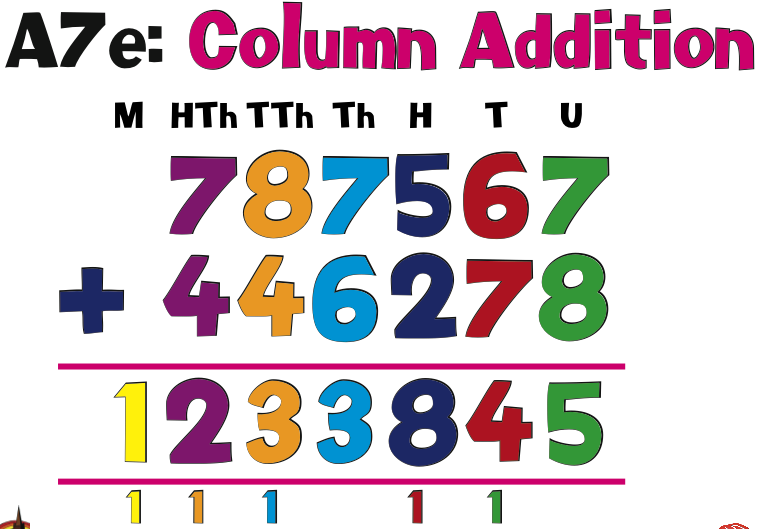 A7e: Column Addition
M HTh TTh Th H T U
787567
+ 446278
1233845
1 1 1 1 1